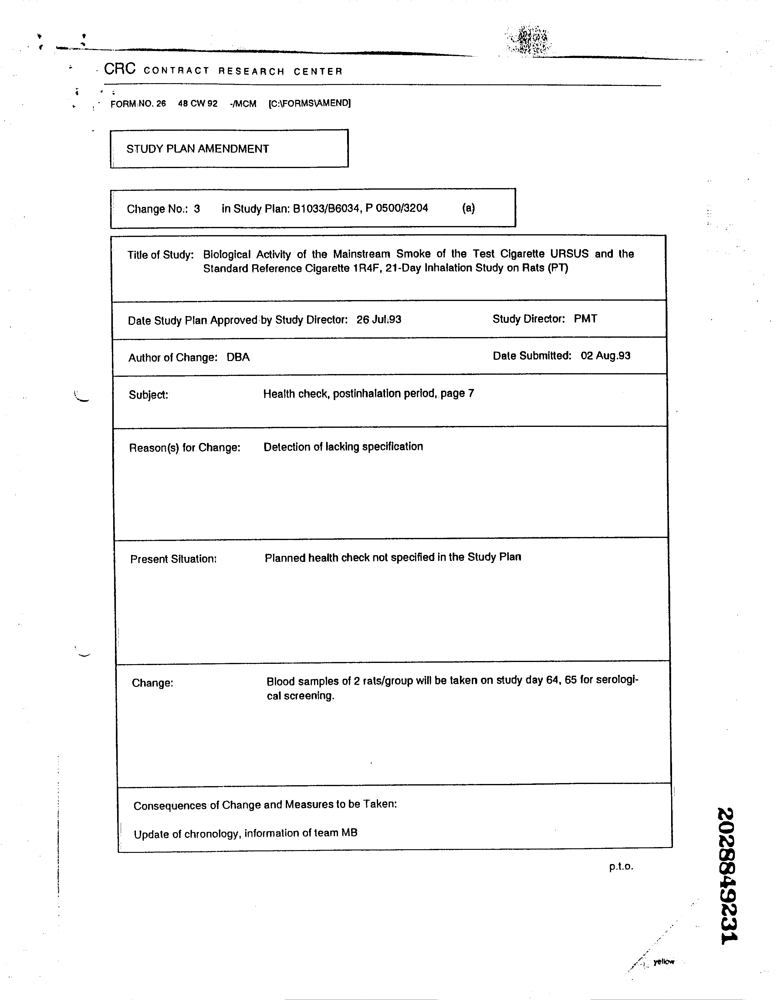 CRC CONTRACT RESEARCH CENTER
FORM NO. 26 48 CW 92 -/MCM [C:\FORMS\AMEND]
STUDY PLAN AMENDMENT
Change No.: 3 in Study Plan: B1033/B6034, P 0500/3204 (a)
Title of Study: Biological Activity of the Mainstream Smoke of the Test Cigarette URSUS and the
Standard Reference Cigarette 1R4F, 21-Day Inhalation Study on Rats (PT)
Date Study Plan Approved by Study Director: 26 Jul.93 Study Director: PMT
Author of Change: DBA Date Submitted: 02 Aug.93
Subject: Health check, postinhalation period, page 7
Reason(s) for Change: Detection of lacking specification
Present Situation: Planned health check not specified in the Study Plan
Change: Blood samples of 2 rats/group will be taken on study day 64, 65 for serologi-
cal screening.
Consequences of Change and Measures to be Taken:
Update of chronology, information of team MB
p.t.o.
2028849231
yellow